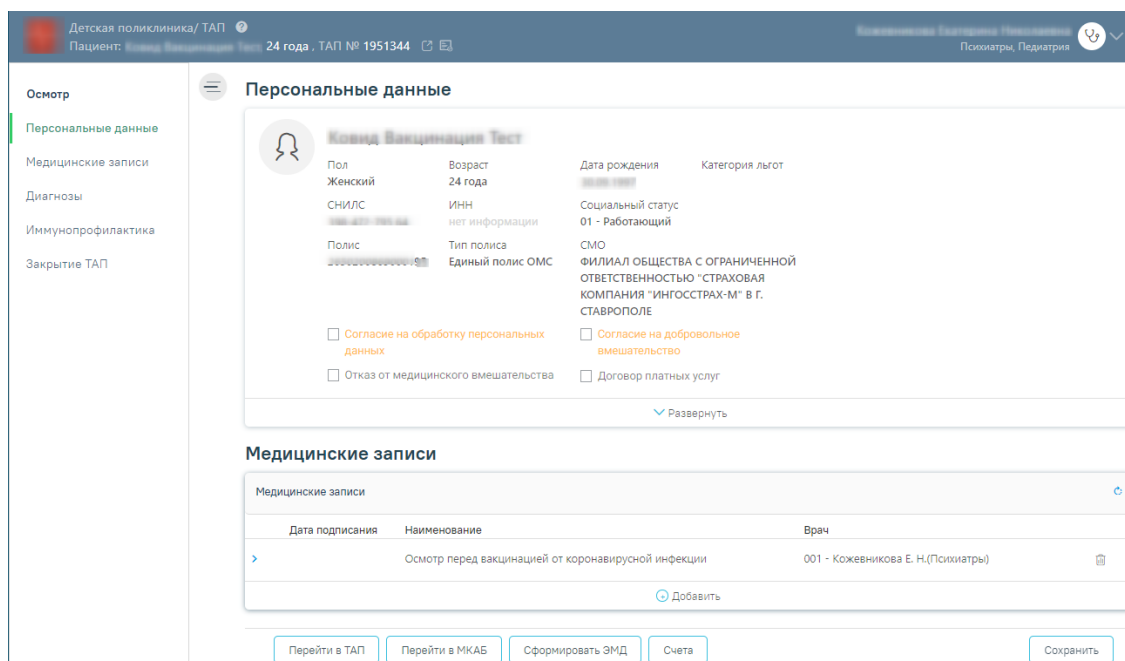 Детская поликлиника/ ТАП ?
Пациент: 24 года , ТАП № 1951344
Психиатры, Педиатрия
Осмотр
Персональные данные
Медицинские записи
Диагнозы
Иммунопрофилактика
Закрытие ТАП
Персональные данные
Ковид Вакцинация Тест
Пол Возраст Дата рождения Категория льгот
Женский 24 года
СНИЛС ИНН Социальный статус
нет информации 01 - Работающий
Полис Тип полиса СМО
Единый полис ОМС ФИЛИАЛ ОБЩЕСТВА С ОГРАНИЧЕННОЙ
ОТВЕТСТВЕННОСТЬЮ "СТРАХОВАЯ
КОМПАНИЯ "ИНГОССТРАХ-М" В Г.
СТАВРОПОЛЕ
Согласие на обработку персональных
данных
Согласие на добровольное
вмешательство
Отказ от медицинского вмешательства Договор платных услуг
Развернуть
Медицинские записи
Медицинские записи
Дата подписания Наименование Врач
Осмотр перед вакцинацией от коронавирусной инфекции 001 - Кожевникова Е. Н.(Психиатры)
Добавить
Перейти в ТАП Перейти в МКАБ Сформировать ЭМД Счета Сохранить